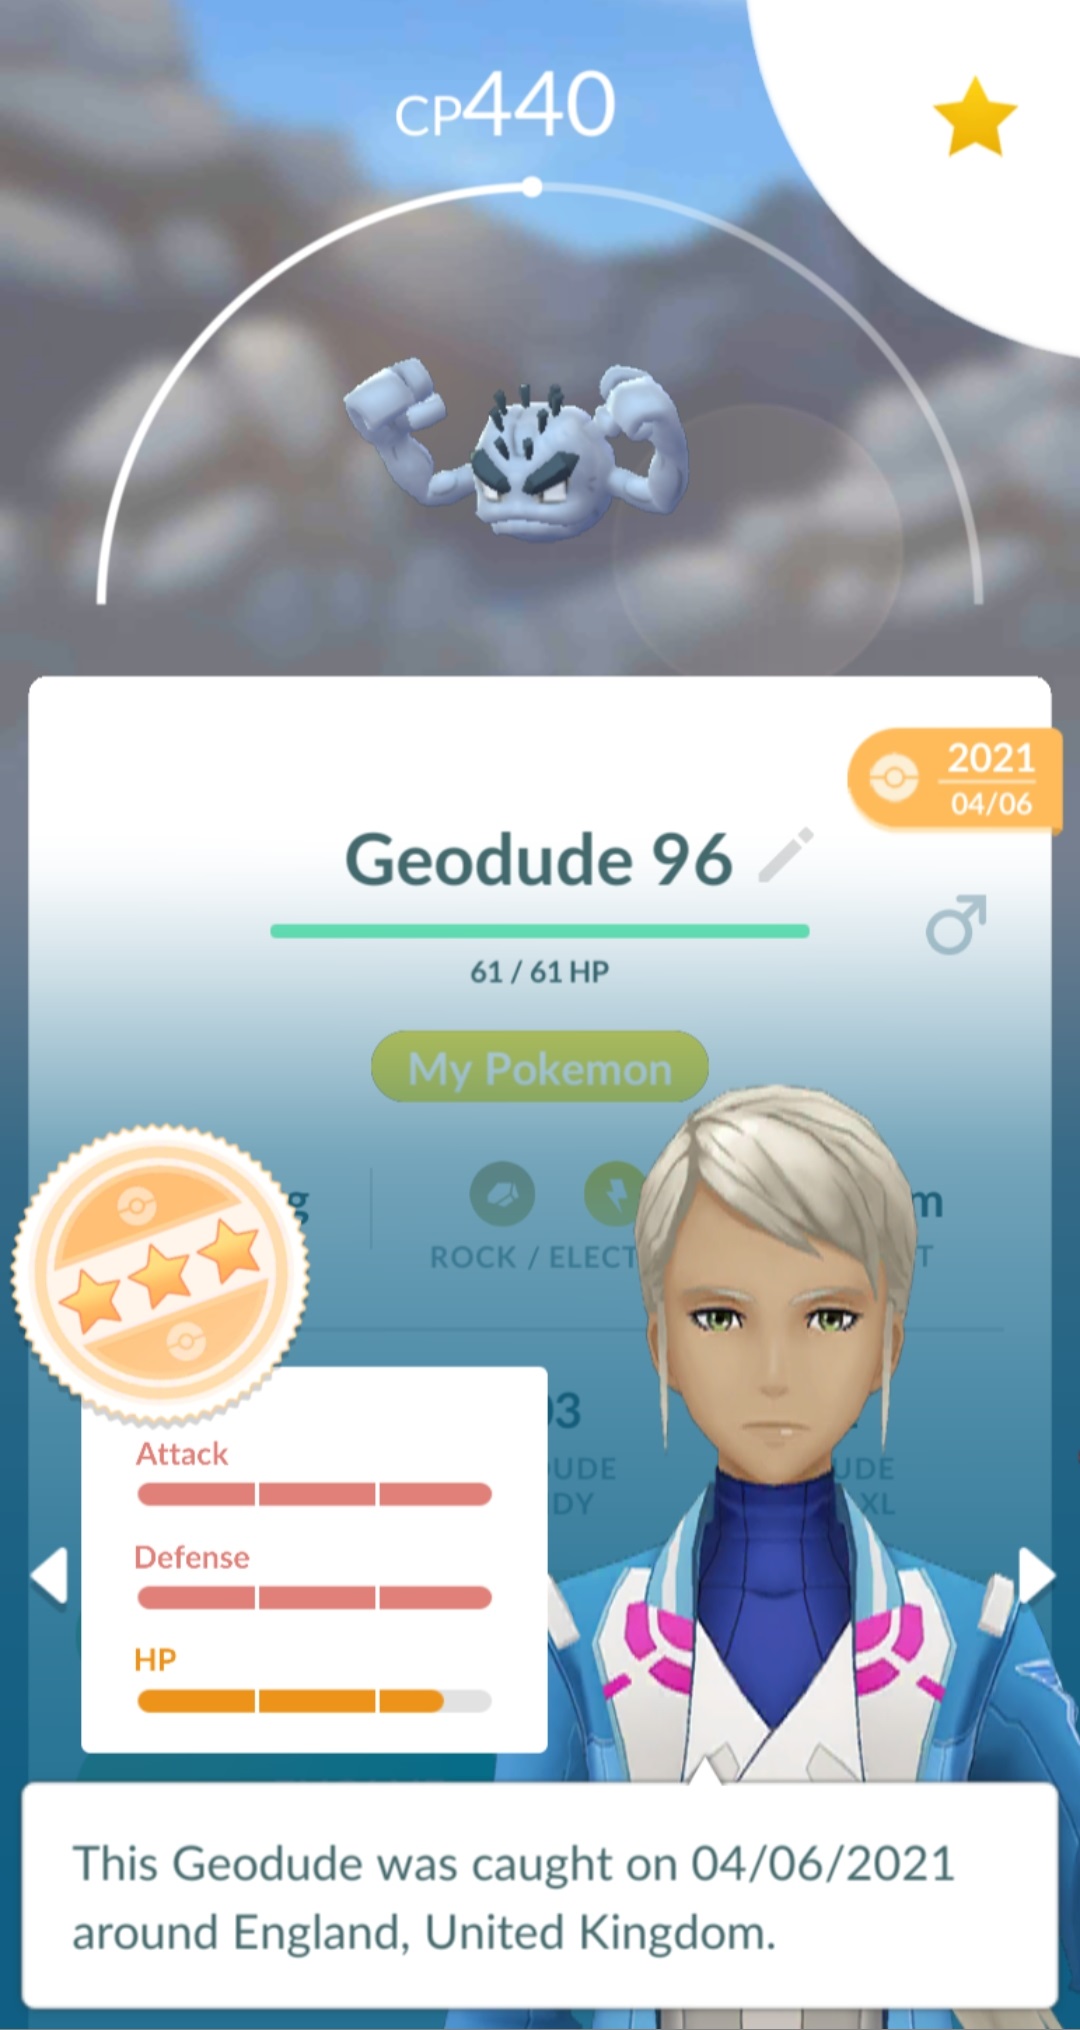 CP440
2021
04/06
Geodude 96
61 / 61 HP
My Pokemon
g
m
ROCK /
T
3
UDE
UDE
DY
XL
Attack
Defense
HP
This Geodude was caught on 04/06/2021
around England, United Kingdom.